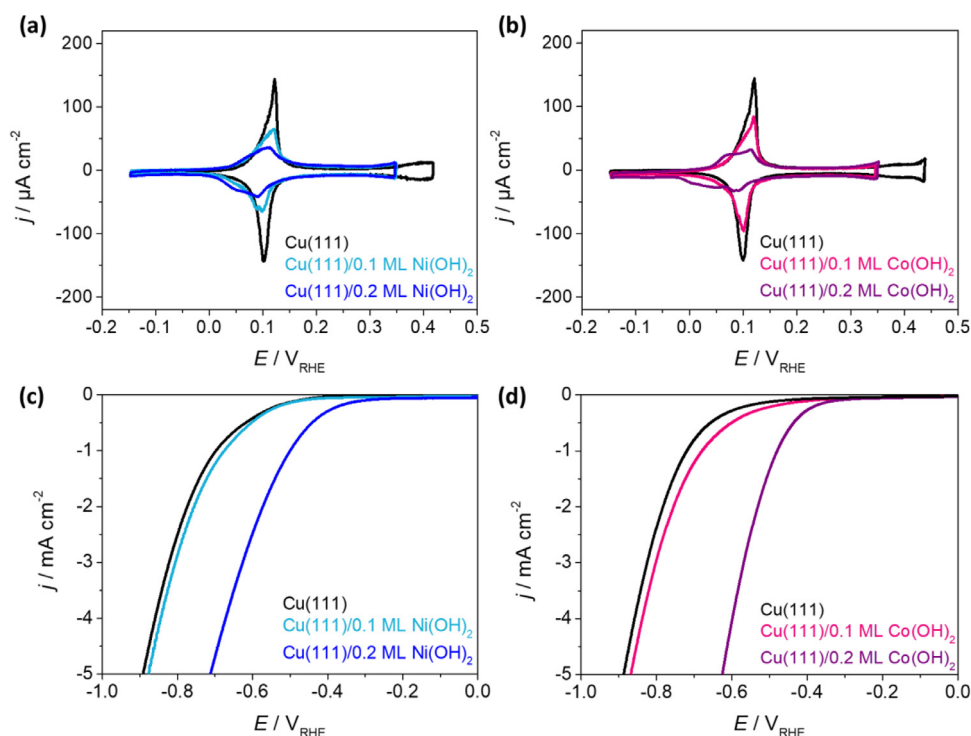 (a)
200
100
0
-100
-200
j / µA cm-2
-0.2 -0.1 0.0 0.1 0.2 0.3 0.4 0.5
E / VRHE
Cu(111)
Cu(111)/0.1 ML Ni(OH)2
Cu(111)/0.2 ML Ni(OH)2
(b)
200
100
0
-100
-200
j / µA cm-2
-0.2 -0.1 0.0 0.1 0.2 0.3 0.4 0.5
E / VRHE
Cu(111)
Cu(111)/0.1 ML Co(OH)2
Cu(111)/0.2 ML Co(OH)2
(c)
0
-1
-2
-3
-4
-5
j / mA cm-2
-1.0 -0.8 -0.6 -0.4 -0.2 0.0
E / VRHE
Cu(111)
Cu(111)/0.1 ML Ni(OH)2
Cu(111)/0.2 ML Ni(OH)2
(d)
0
-1
-2
-3
-4
-5
j / mA cm-2
-1.0 -0.8 -0.6 -0.4 -0.2 0.0
E / VRHE
Cu(111)
Cu(111)/0.1 ML Co(OH)2
Cu(111)/0.2 ML Co(OH)2